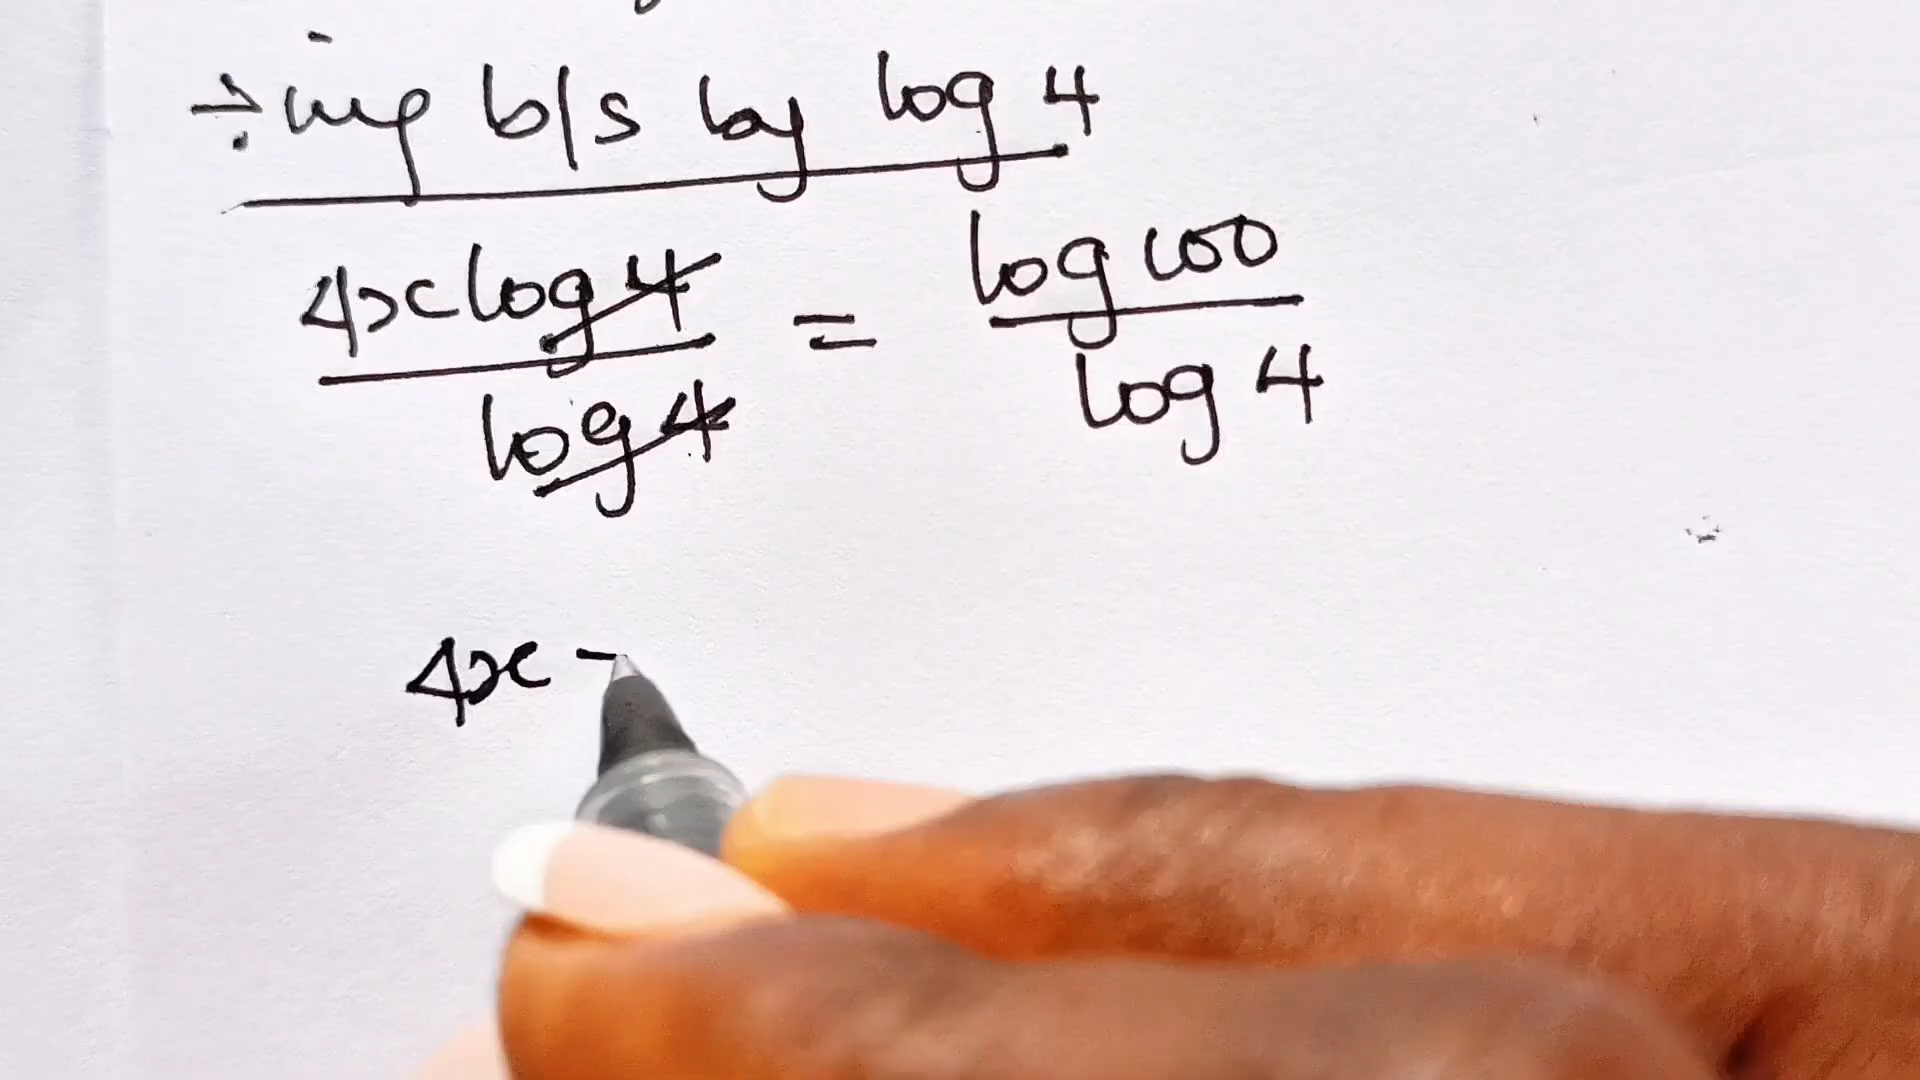 ÷ing b/s by log 4
4x log 4 / log 4 = log 100 / log 4
4x =